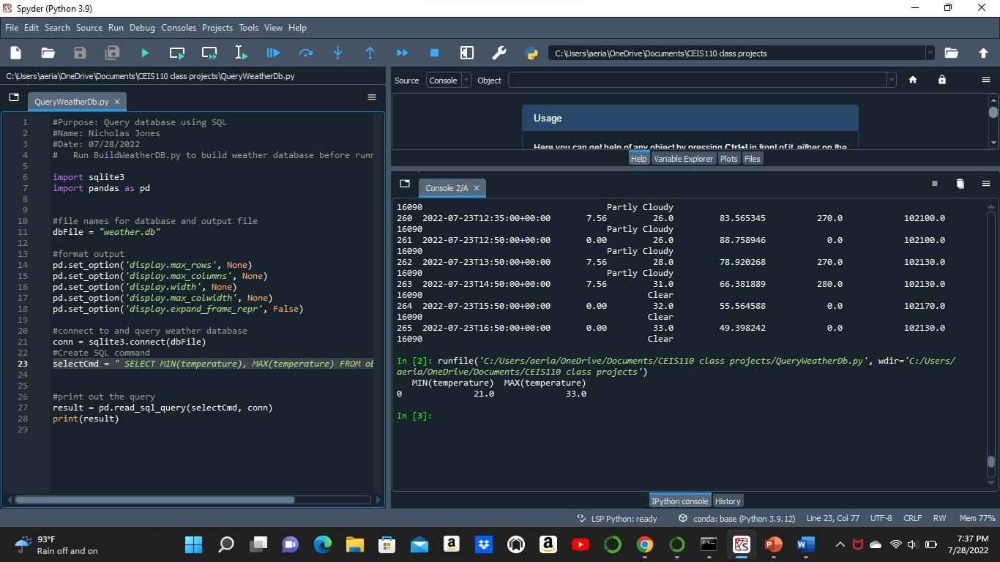 Spyder (Python 3.9)
File Edit Search Source Run Debug Consoles Projects Tools View Help
C:\Users\aeria\OneDrive\Documents\CEIS110 class projects
C:\Users\aeria\OneDrive\Documents\CEIS110 class projects\QueryWeatherDb.py
QueryWeatherDb.py
1 #Purpose: Query database using SQL
2 #Name: Nicholas Jones
3 #Date: 07/28/2022
4 #   Run BuildWeatherDB.py to build weather database before runn
5
6 import sqlite3
7 import pandas as pd
8
9
10 #file names for database and output file
11 dbFile = "weather.db"
12
13 #format output
14 pd.set_option('display.max_rows', None)
15 pd.set_option('display.max_columns', None)
16 pd.set_option('display.width', None)
17 pd.set_option('display.max_colwidth', None)
18 pd.set_option('display.expand_frame_repr', False)
19
20 #connect to and query weather database
21 conn = sqlite3.connect(dbFile)
22 #Create SQL command
23 selectCmd = " SELECT MIN(temperature), MAX(temperature) FROM ob
24
25
26 #print out the query
27 result = pd.read_sql_query(selectCmd, conn)
28 print(result)
29
Source Console Object
Usage
Here you can get help of any object by pressing Ctrl+I in front of it, either on the
Help Variable Explorer Plots Files
Console 2/A
16090 Partly Cloudy
260 2022-07-23T12:35:00+00:00 7.56 26.0 83.565345 270.0 102100.0
16090 Partly Cloudy
261 2022-07-23T12:50:00+00:00 0.00 26.0 88.758946 0.0 102100.0
16090 Partly Cloudy
262 2022-07-23T13:50:00+00:00 7.56 28.0 78.920268 270.0 102130.0
16090 Partly Cloudy
263 2022-07-23T14:50:00+00:00 7.56 31.0 66.381889 280.0 102130.0
16090 Clear
264 2022-07-23T15:50:00+00:00 0.00 32.0 55.564588 0.0 102170.0
16090 Clear
265 2022-07-23T16:50:00+00:00 0.00 33.0 49.398242 0.0 102130.0
16090 Clear
In [2]: runfile('C:/Users/aeria/OneDrive/Documents/CEIS110 class projects/QueryWeatherDb.py', wdir='C:/Users/
aeria/OneDrive/Documents/CEIS110 class projects')
MIN(temperature) MAX(temperature)
0 21.0 33.0
In [3]:
IPython console History
LSP Python: ready conda: base (Python 3.9.12) Line 23, Col 77 UTF-8 CRLF RW Mem 77%
93°F
Rain off and on
7:37 PM
7/28/2022